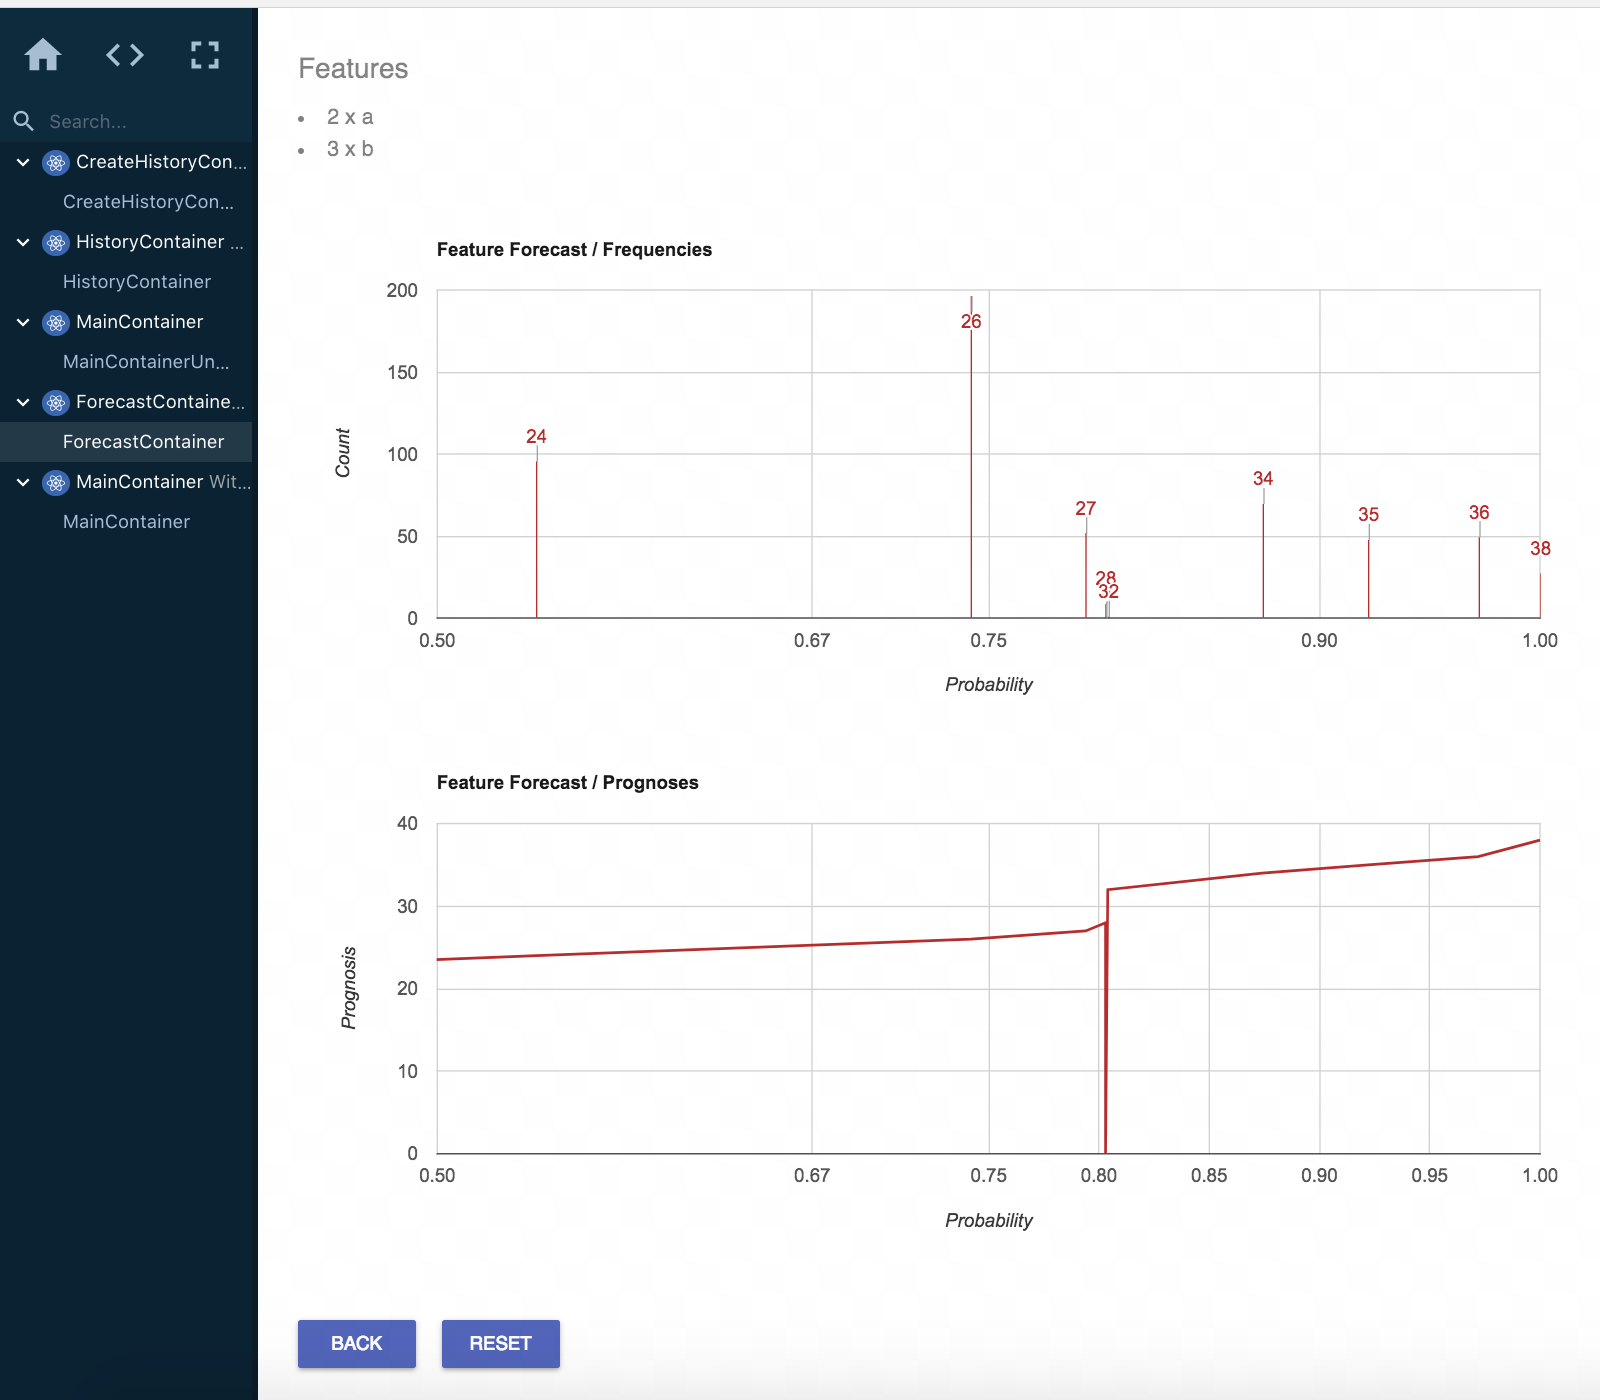 Search...
CreateHistoryCon...
CreateHistoryCon...
HistoryContainer ...
HistoryContainer
MainContainer
MainContainerUn...
ForecastContaine...
ForecastContainer
MainContainer Wit...
MainContainer
Features
• 2 x a
• 3 x b
Feature Forecast / Frequencies
200
150
100
50
0
Count
24
26
27
28
32
34
35
36
38
0.50 0.67 0.75 0.90 1.00
Probability
Feature Forecast / Prognoses
40
30
20
10
0
Prognosis
0.50 0.67 0.75 0.80 0.85 0.90 0.95 1.00
Probability
BACK RESET